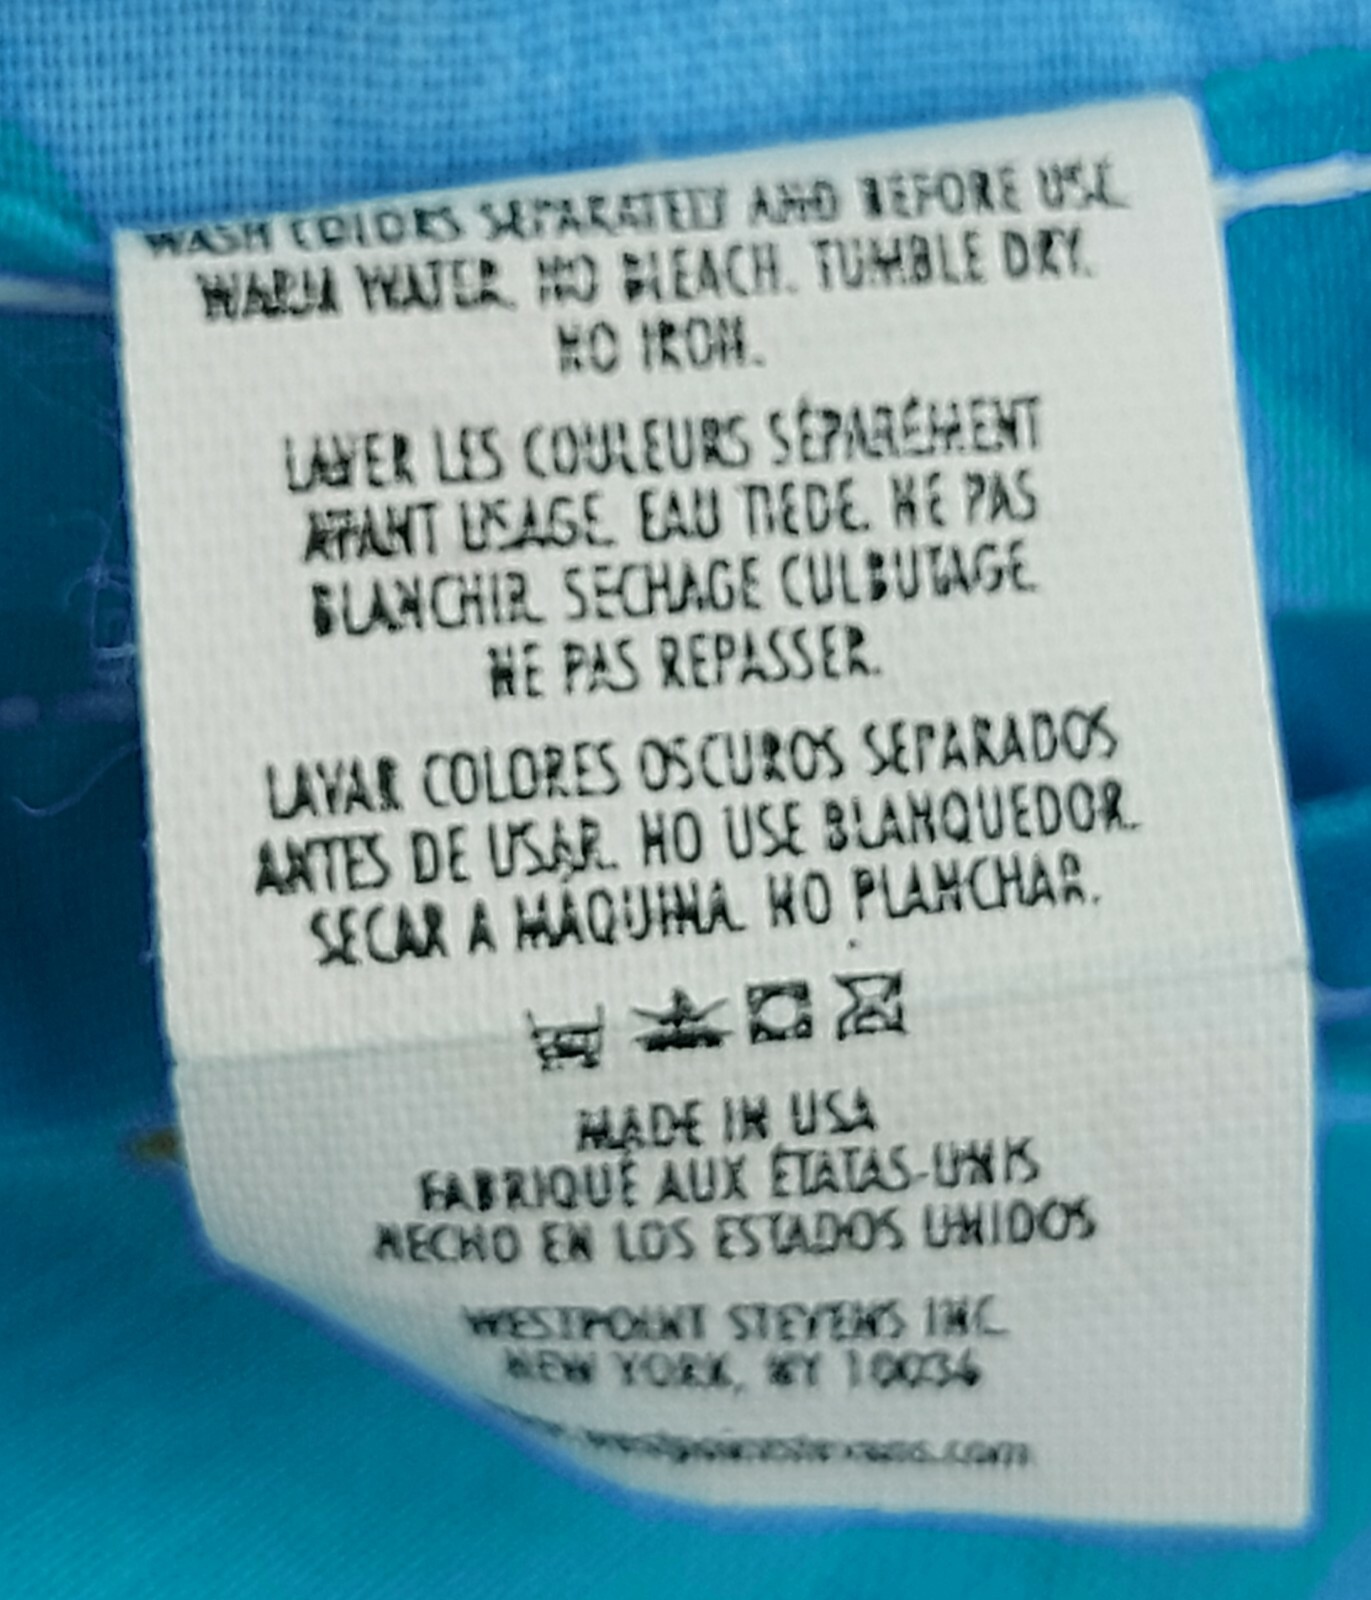 WASH COLORS SEPARATELY AND BEFORE USE
WARM WATER. NO BLEACH. TUMBLE DRY.
NO IRON.
LAVER LES COULEURS SÉPARÉMENT
AVANT USAGE. EAU TIEDE. NE PAS
BLANCHIR. SECHAGE CULBUTAGE.
NE PAS REPASSER.
LAVAR COLORES OSCUROS SEPARADOS
ANTES DE USAR. NO USE BLANQUEDOR.
SECAR A MÁQUINA. NO PLANCHAR.
MADE IN USA
FABRIQUÉ AUX ÉTATAS-UNIS
HECHO EN LOS ESTADOS UNIDOS
WESTPOINT STEVENS INC.
NEW YORK, NY 10036
westpointstevens.com